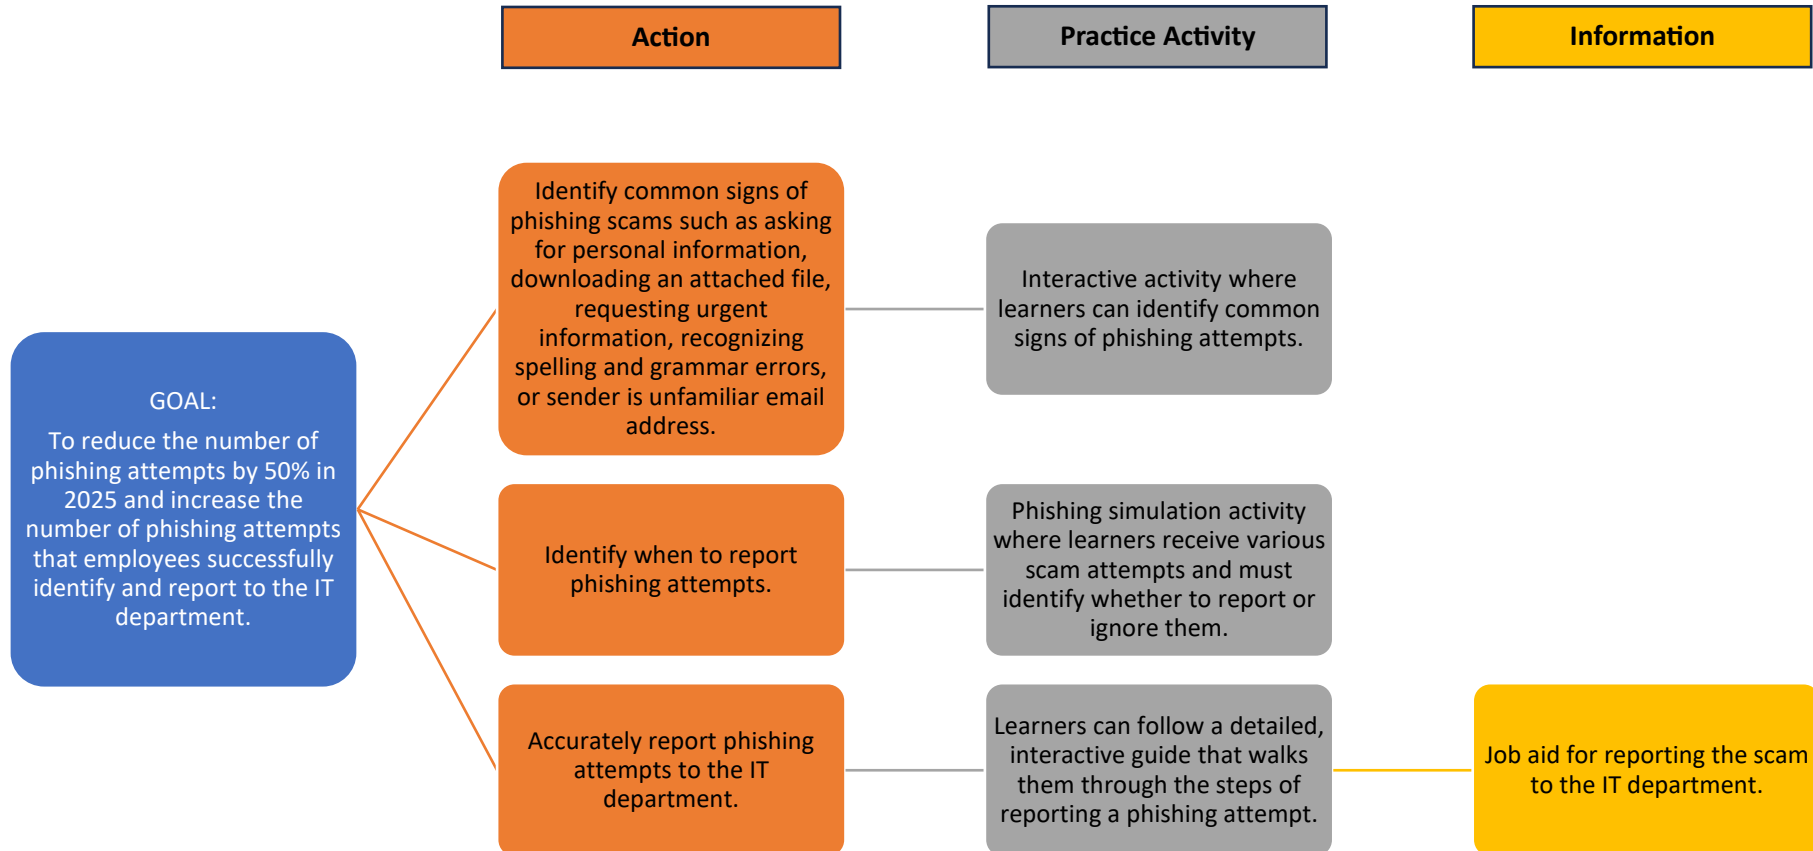 Action
Practice Activity
Information
GOAL:
To reduce the number of
phishing attempts by 50% in
2025 and increase the
number of phishing attempts
that employees successfully
identify and report to the IT
department.
Identify common signs of
phishing scams such as asking
for personal information,
downloading an attached file,
requesting urgent
information, recognizing
spelling and grammar errors,
or sender is unfamiliar email
address.
Interactive activity where
learners can identify common
signs of phishing attempts.
Identify when to report
phishing attempts.
Phishing simulation activity
where learners receive various
scam attempts and must
identify whether to report or
ignore them.
Accurately report phishing
attempts to the IT
department.
Learners can follow a detailed,
interactive guide that walks
them through the steps of
reporting a phishing attempt.
Job aid for reporting the scam
to the IT department.